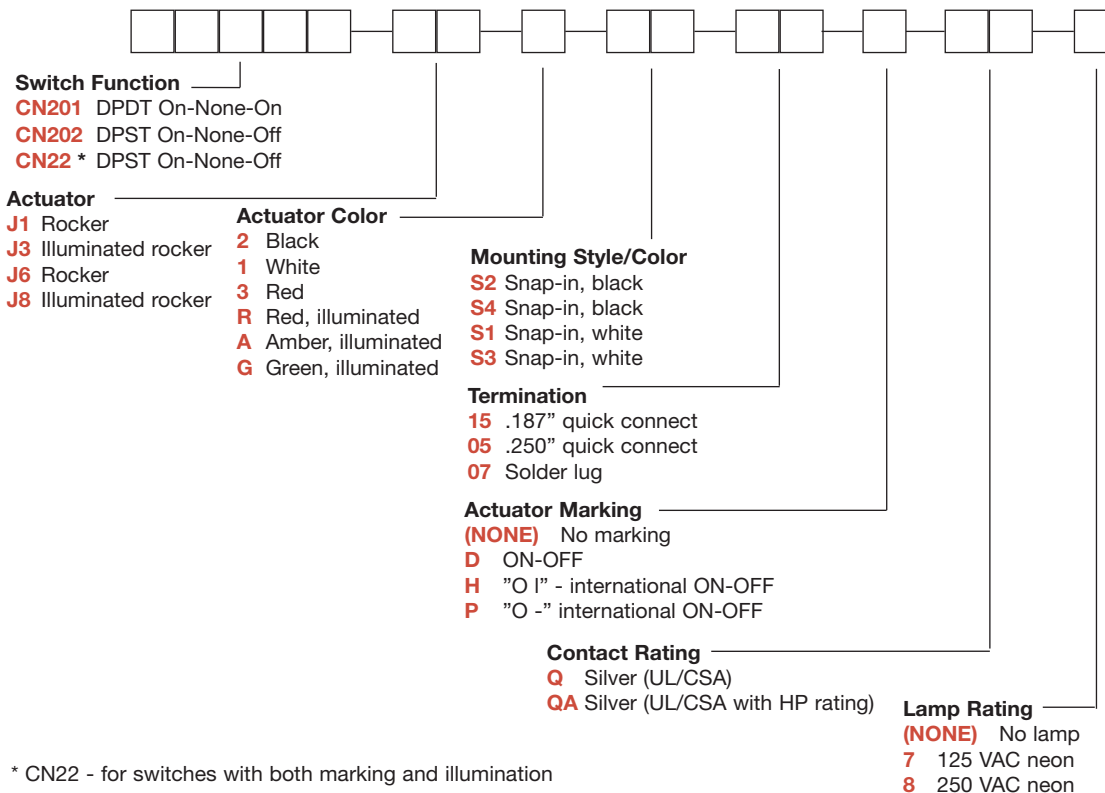 Switch Function
CN201 DPDT On-None-On
CN202 DPST On-None-Off
CN22 * DPST On-None-Off
Actuator
J1 Rocker
J3 Illuminated rocker
J6 Rocker
J8 Illuminated rocker
Actuator Color
2 Black
1 White
3 Red
R Red, illuminated
A Amber, illuminated
G Green, illuminated
Mounting Style/Color
S2 Snap-in, black
S4 Snap-in, black
S1 Snap-in, white
S3 Snap-in, white
Termination
15 .187” quick connect
05 .250” quick connect
07 Solder lug
Actuator Marking
(NONE) No marking
D ON-OFF
H ”O I” - international ON-OFF
P ”O -” international ON-OFF
Contact Rating
Q Silver (UL/CSA)
QA Silver (UL/CSA with HP rating)
Lamp Rating
(NONE) No lamp
7 125 VAC neon
8 250 VAC neon
* CN22 - for switches with both marking and illumination